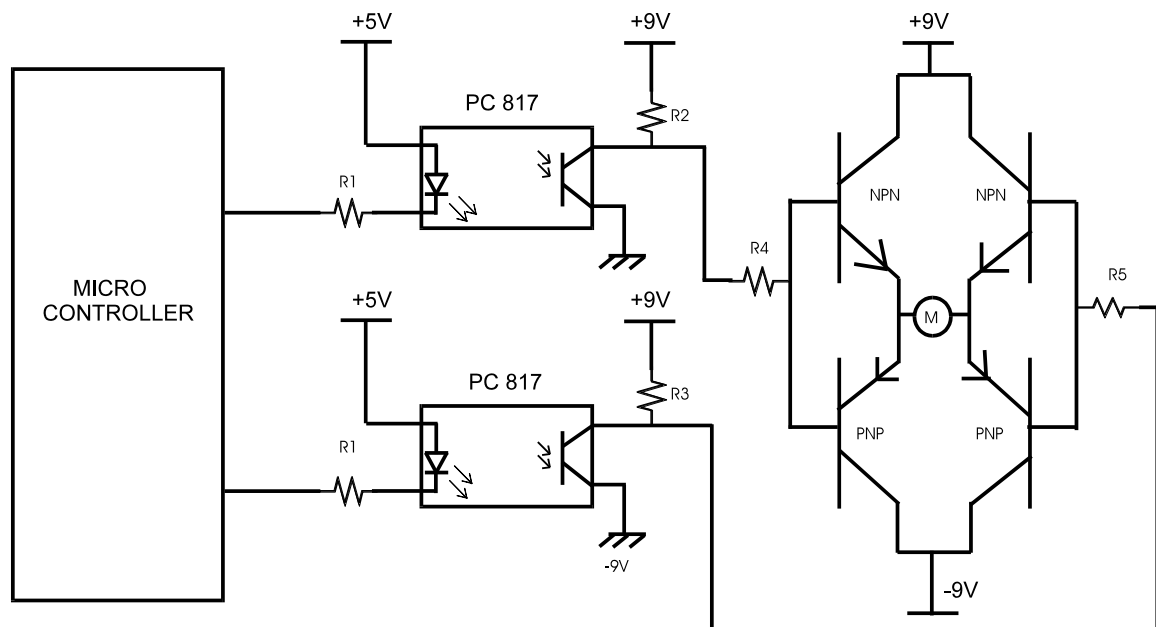 +5V
+9V
+9V
PC 817
R2
R1
NPN
NPN
R4
R5
MICRO
CONTROLLER
+5V
+9V
M
PC 817
R3
R1
PNP
PNP
-9V
-9V